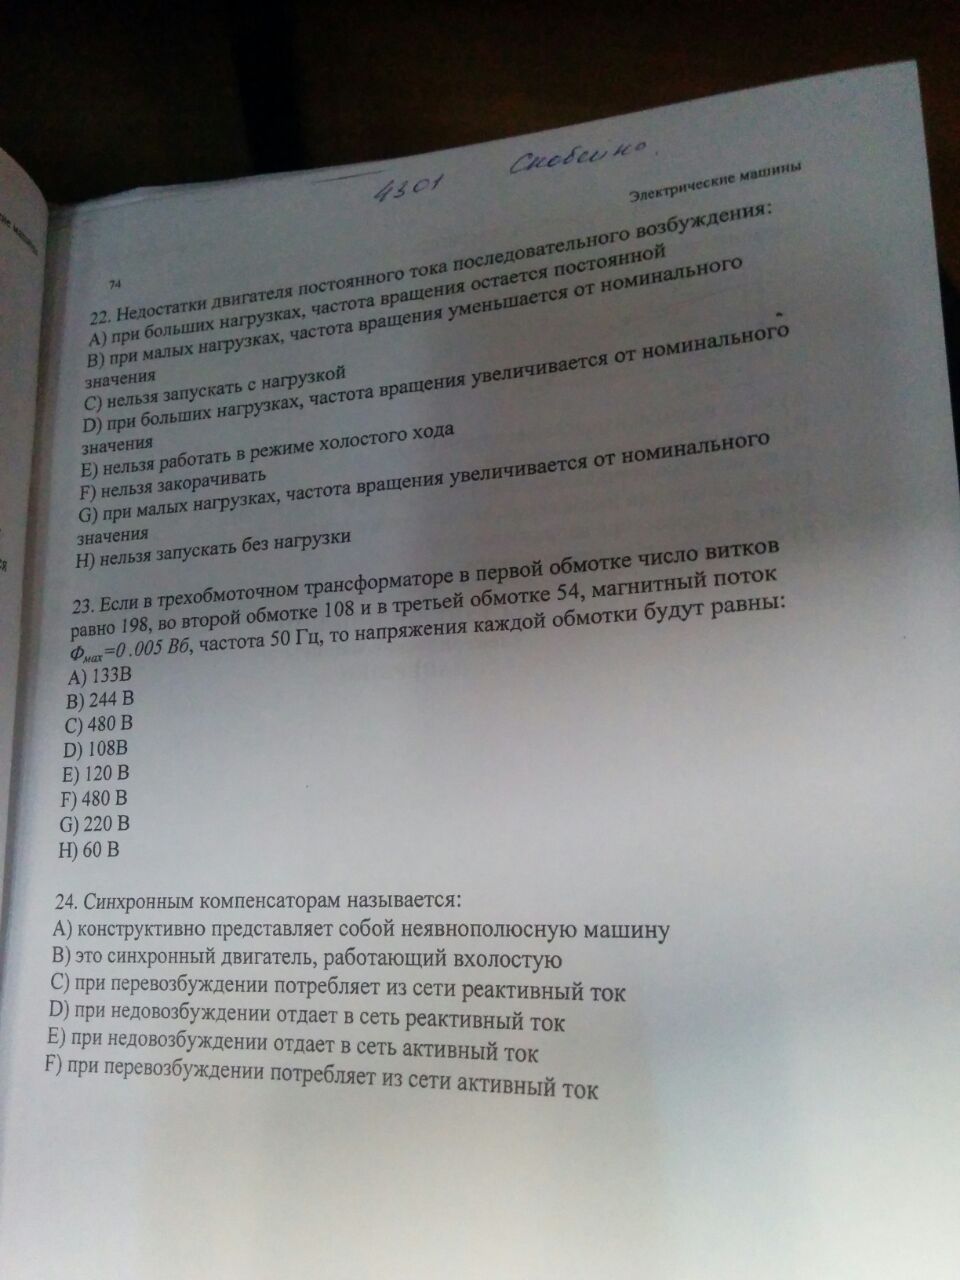 4301 Скобейко.
Электрические машины
74
22. Недостатки двигателя постоянного тока последовательного возбуждения:
A) при больших нагрузках, частота вращения остается постоянной
B) при малых нагрузках, частота вращения уменьшается от номинального
значения
C) нельзя запускать с нагрузкой
D) при больших нагрузках, частота вращения увеличивается от номинального
значения
E) нельзя работать в режиме холостого хода
F) нельзя закорачивать
G) при малых нагрузках, частота вращения увеличивается от номинального
значения
H) нельзя запускать без нагрузки
23. Если в трехобмоточном трансформаторе в первой обмотке число витков
равно 198, во второй обмотке 108 и в третьей обмотке 54, магнитный поток
Фмах=0.005 Вб, частота 50 Гц, то напряжения каждой обмотки будут равны:
A) 133В
B) 244 В
C) 480 В
D) 108В
E) 120 В
F) 480 В
G) 220 В
H) 60 В
24. Синхронным компенсаторам называется:
A) конструктивно представляет собой неявнополюсную машину
B) это синхронный двигатель, работающий вхолостую
C) при перевозбуждении потребляет из сети реактивный ток
D) при недовозбуждении отдает в сеть реактивный ток
E) при недовозбуждении отдает в сеть активный ток
F) при перевозбуждении потребляет из сети активный ток